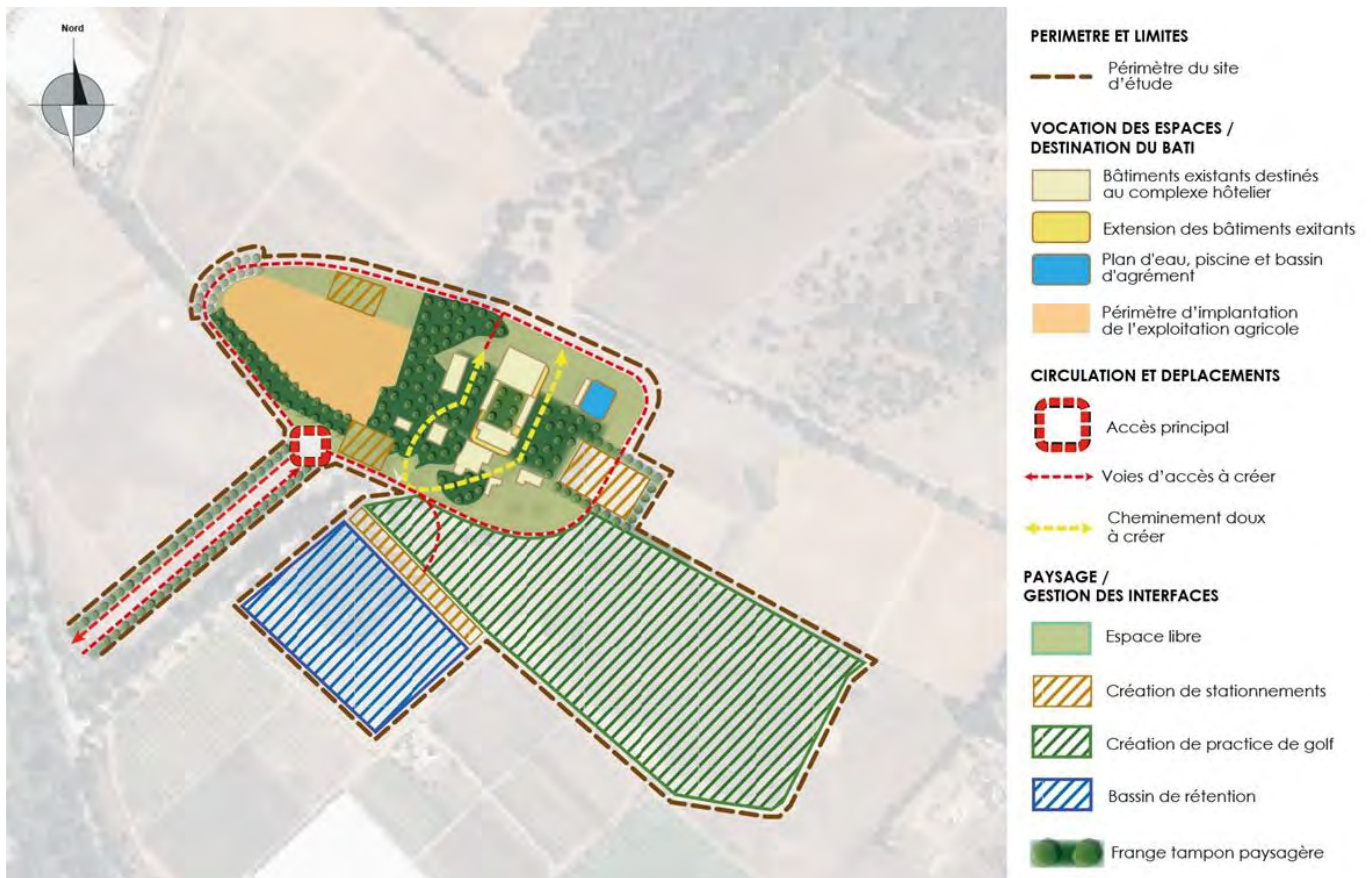 Nord
PERIMETRE ET LIMITES
Périmètre du site
d'étude
VOCATION DES ESPACES /
DESTINATION DU BATI
Bâtiments existants destinés
au complexe hôtelier
Extension des bâtiments exitants
Plan d'eau, piscine et bassin
d'agrément
Périmètre d'implantation
de l'exploitation agricole
CIRCULATION ET DEPLACEMENTS
Accès principal
Voies d'accès à créer
Cheminement doux
à créer
PAYSAGE /
GESTION DES INTERFACES
Espace libre
Création de stationnements
Création de practice de golf
Bassin de rétention
Frange tampon paysagère